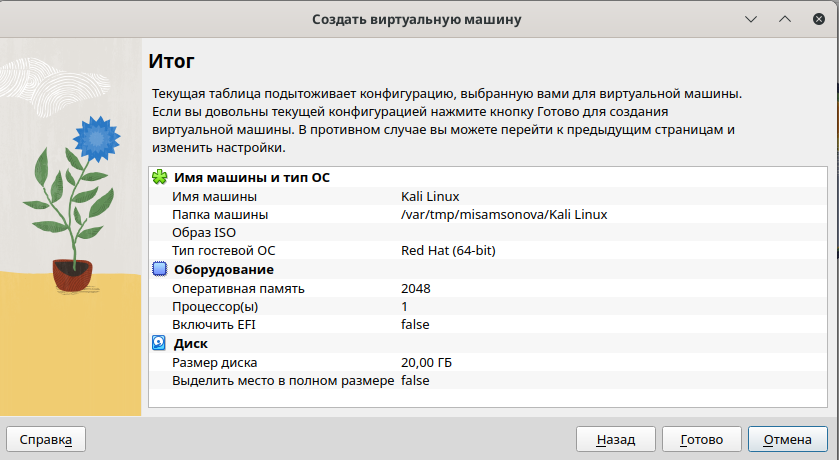 Создать виртуальную машину
Итог
Текущая таблица подытоживает конфигурацию, выбранную вами для виртуальной машины.
Если вы довольны текущей конфигурацией нажмите кнопку Готово для создания
виртуальной машины. В противном случае вы можете перейти к предыдущим страницам и
изменить настройки.
Имя машины и тип ОС
Имя машины Kali Linux
Папка машины /var/tmp/misamsonova/Kali Linux
Образ ISO
Тип гостевой ОС Red Hat (64-bit)
Оборудование
Оперативная память 2048
Процессор(ы) 1
Включить EFI false
Диск
Размер диска 20,00 ГБ
Выделить место в полном размере false
Справка Назад Готово Отмена